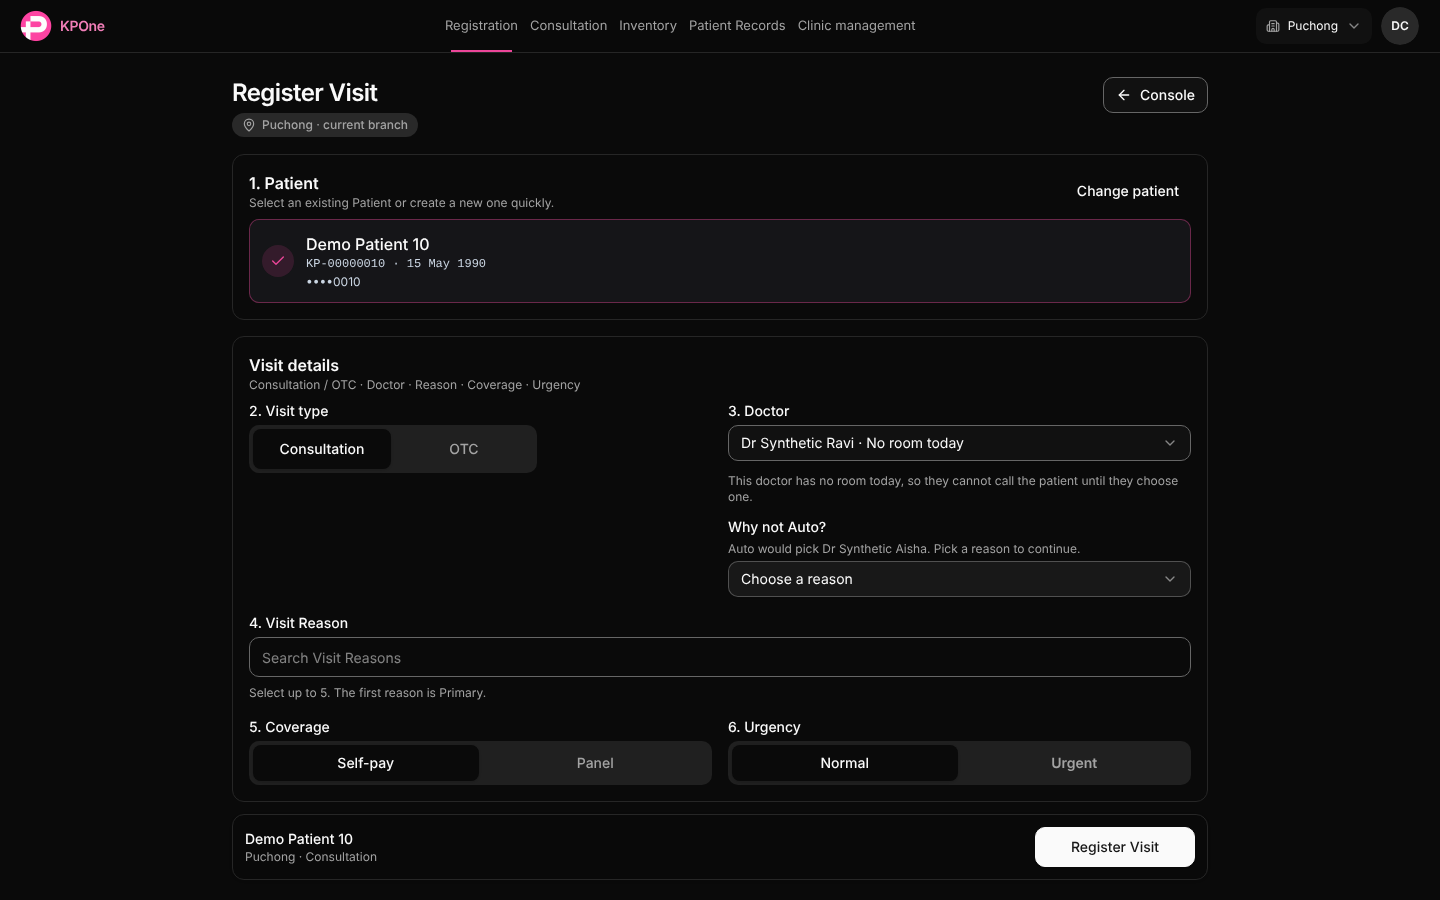 KPOne
Registration Consultation Inventory Patient Records Clinic management
Puchong
DC
Register Visit
Puchong · current branch
Console
1. Patient
Select an existing Patient or create a new one quickly.
Change patient
Demo Patient 10
KP-00000010 · 15 May 1990
••••0010
Visit details
Consultation / OTC · Doctor · Reason · Coverage · Urgency
2. Visit type
Consultation
OTC
3. Doctor
Dr Synthetic Ravi · No room today
This doctor has no room today, so they cannot call the patient until they choose
one.
Why not Auto?
Auto would pick Dr Synthetic Aisha. Pick a reason to continue.
Choose a reason
4. Visit Reason
Search Visit Reasons
Select up to 5. The first reason is Primary.
5. Coverage
Self-pay
Panel
6. Urgency
Normal
Urgent
Demo Patient 10
Puchong · Consultation
Register Visit